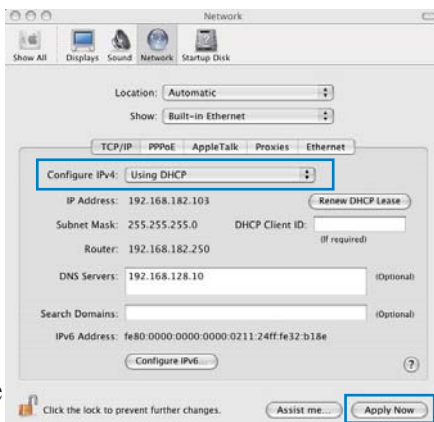 Network
Show All Displays Sound Network Startup Disk
Location: Automatic
Show: Built-in Ethernet
TCP/IP PPPoE AppleTalk Proxies Ethernet
Configure IPv4: Using DHCP
IP Address: 192.168.182.103 Renew DHCP Lease
Subnet Mask: 255.255.255.0 DHCP Client ID:
(If required)
Router: 192.168.182.250
DNS Servers: 192.168.128.10 (Optional)
Search Domains: (Optional)
IPv6 Address: fe80:0000:0000:0000:0211:24ff:fe32:b18e
Configure IPv6... ?
Click the lock to prevent further changes. Assist me... Apply Now